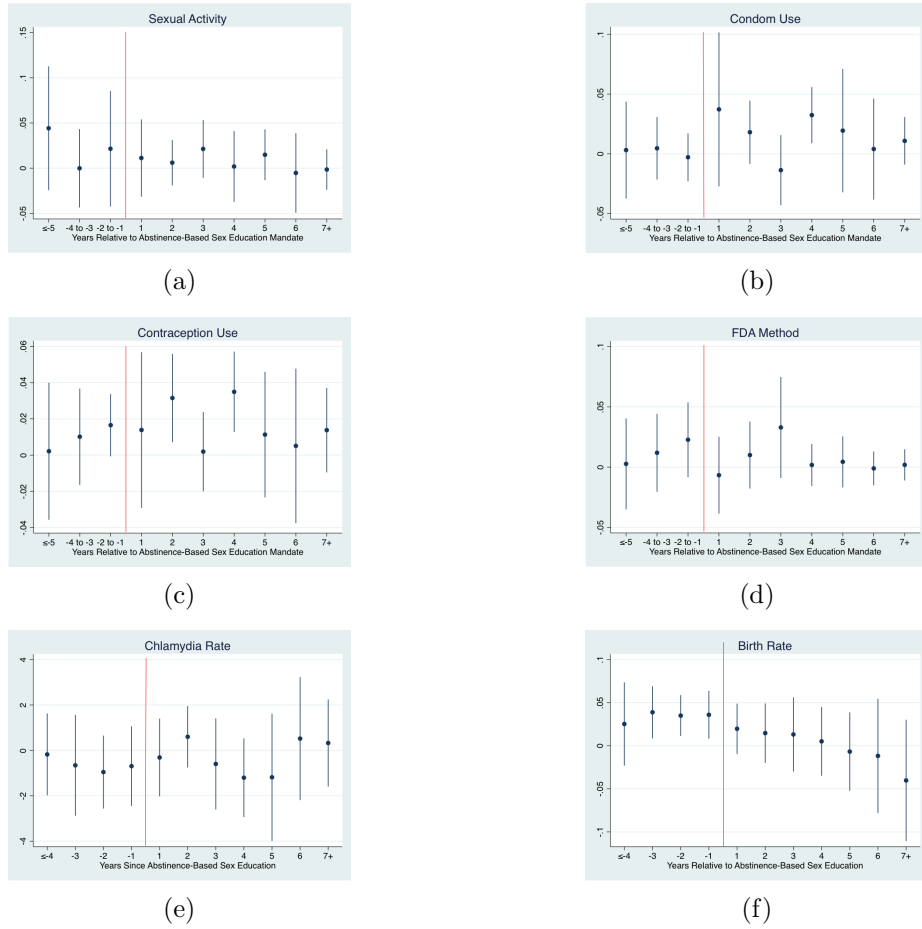 Sexual Activity
.15
.1
.05
0
-.05
≤-5 -4 to -3 -2 to -1 1 2 3 4 5 6 7+
Years Relative to Abstinence-Based Sex Education Mandate
(a)
Condom Use
.1
.05
0
-.05
≤-5 -4 to -3 -2 to -1 1 2 3 4 5 6 7+
Years Relative to Abstinence-Based Sex Education Mandate
(b)
Contraception Use
.06
.04
.02
0
-.02
-.04
≤-5 -4 to -3 -2 to -1 1 2 3 4 5 6 7+
Years Relative to Abstinence-Based Sex Education Mandate
(c)
FDA Method
.1
.05
0
-.05
≤-5 -4 to -3 -2 to -1 1 2 3 4 5 6 7+
Years Relative to Abstinence-Based Sex Education Mandate
(d)
Chlamydia Rate
4
2
0
-2
-4
≤-4 -3 -2 -1 1 2 3 4 5 6 7+
Years Since Abstinence-Based Sex Education
(e)
Birth Rate
.1
.05
0
-.05
-.1
≤-4 -3 -2 -1 1 2 3 4 5 6 7+
Years Relative to Abstinence-Based Sex Education
(f)